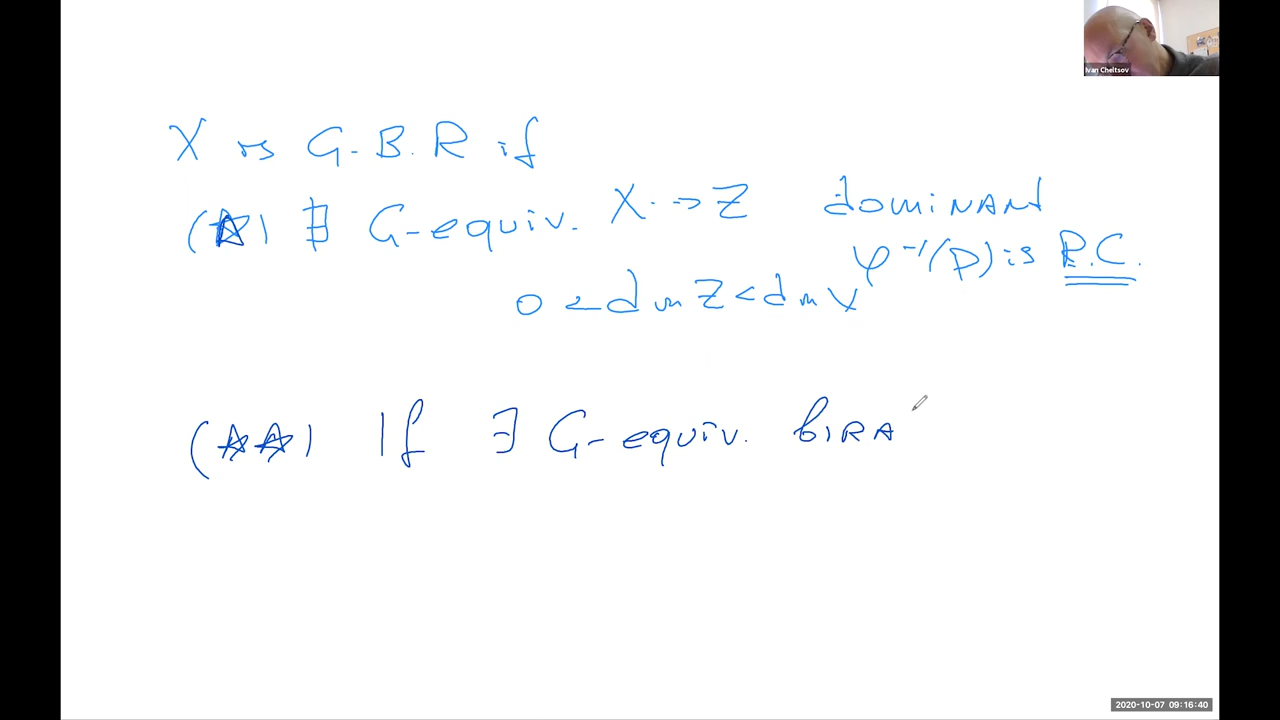 X is G-B.R if
(☆) ∄ G-equiv. X ⇢ Z dominant
φ⁻¹(P) is R.C.
0 < dim Z < dim X
(☆☆) If ∃ G-equiv. bira
Ivan Cheltsov
2020-10-07 09:16:40